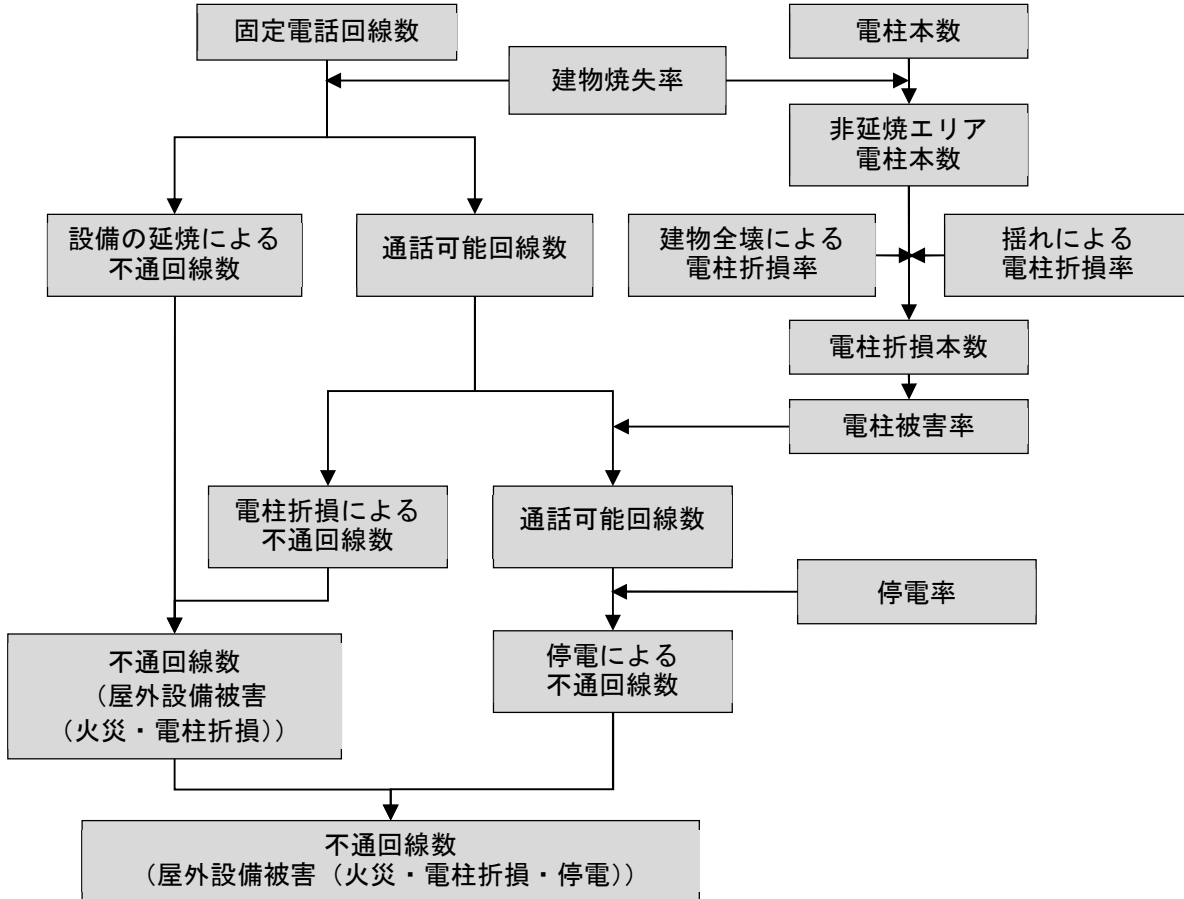 固定電話回線数
電柱本数
建物焼失率
非延焼エリア
電柱本数
設備の延焼による
不通回線数
通話可能回線数
建物全壊による
電柱折損率
揺れによる
電柱折損率
電柱折損本数
電柱被害率
電柱折損による
不通回線数
通話可能回線数
停電率
不通回線数
（屋外設備被害
（火災・電柱折損））
停電による
不通回線数
不通回線数
（屋外設備被害（火災・電柱折損・停電））